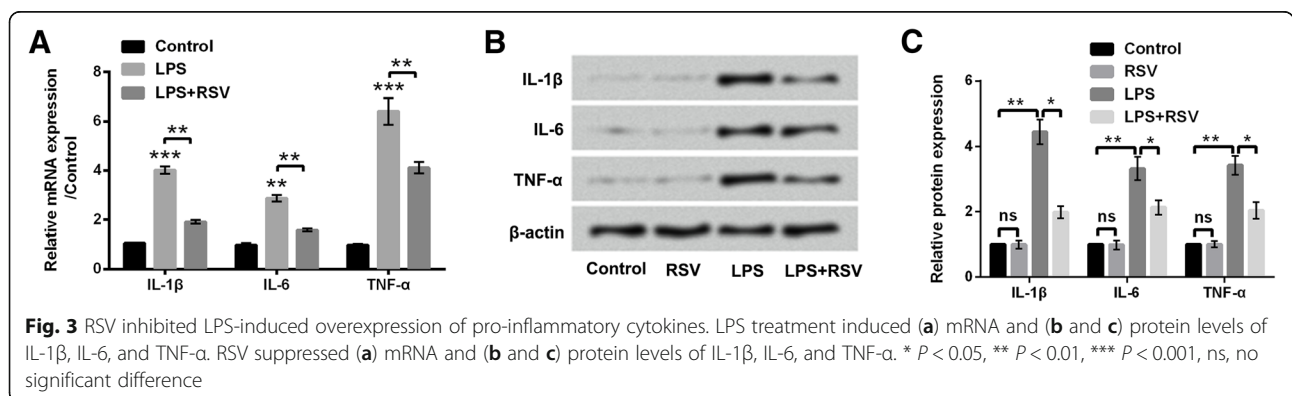 A
Control
LPS
LPS+RSV
Relative mRNA expression
/Control
8
6
4
2
0
***
**
**
**
***
**
IL-1β
IL-6
TNF-α
B
IL-1β
IL-6
TNF-α
β-actin
Control RSV LPS LPS+RSV
C
Control
RSV
LPS
LPS+RSV
Relative protein expression
6
4
2
0
** *
** *
** *
ns
ns
ns
IL-1β
IL-6
TNF-α
Fig. 3 RSV inhibited LPS-induced overexpression of pro-inflammatory cytokines. LPS treatment induced (a) mRNA and (b and c) protein levels of
IL-1β, IL-6, and TNF-α. RSV suppressed (a) mRNA and (b and c) protein levels of IL-1β, IL-6, and TNF-α. * P < 0.05, ** P < 0.01, *** P < 0.001, ns, no
significant difference